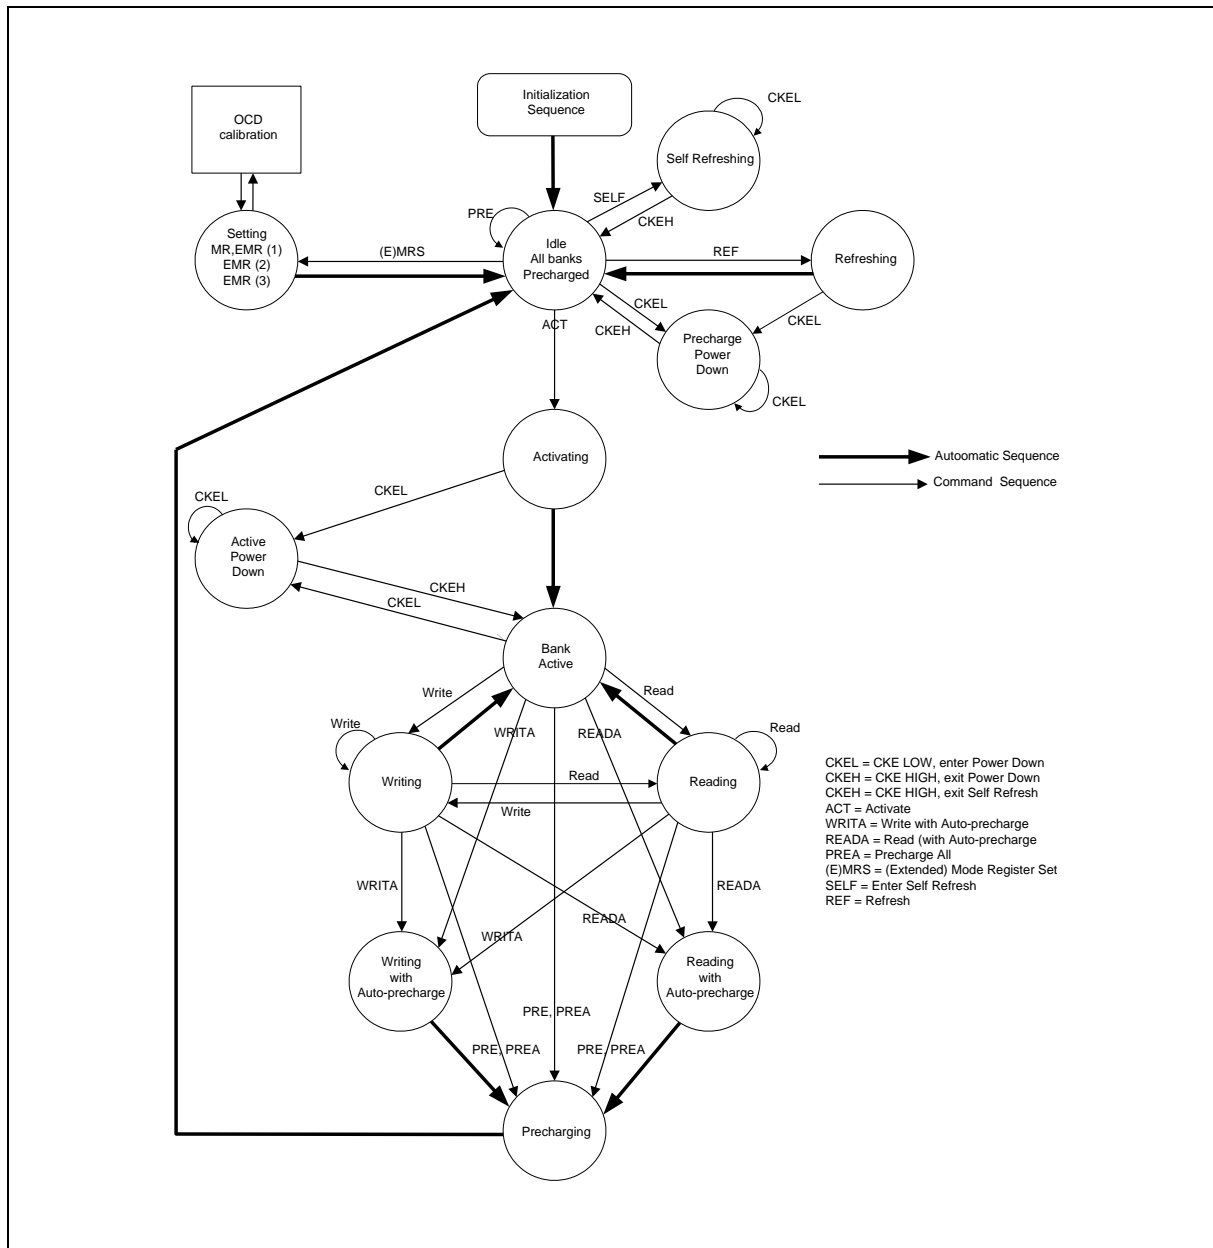 Initialization
Sequence
CKEL
OCD
calibration
Self Refreshing
SELF
PRE
CKEH
Setting
MR,EMR (1)
EMR (2)
EMR (3)
(E)MRS
Idle
All banks
Precharged
REF
Refreshing
CKEL
CKEH
CKEL
ACT
Precharge
Power
Down
CKEL
Activating
Autoomatic Sequence
Command Sequence
CKEL
CKEL
Active
Power
Down
CKEH
CKEL
Bank
Active
Write
Read
Write
WRITA
READA
Read
Writing
Read
Reading
Write
CKEL = CKE LOW, enter Power Down
CKEH = CKE HIGH, exit Power Down
CKEH = CKE HIGH, exit Self Refresh
ACT = Activate
WRITA = Write with Auto-precharge
READA = Read (with Auto-precharge
PREA = Precharge All
(E)MRS = (Extended) Mode Register Set
SELF = Enter Self Refresh
REF = Refresh
WRITA
READA
READA
WRITA
Writing
with
Auto-precharge
Reading
with
Auto-precharge
PRE, PREA
PRE, PREA
PRE, PREA
Precharging